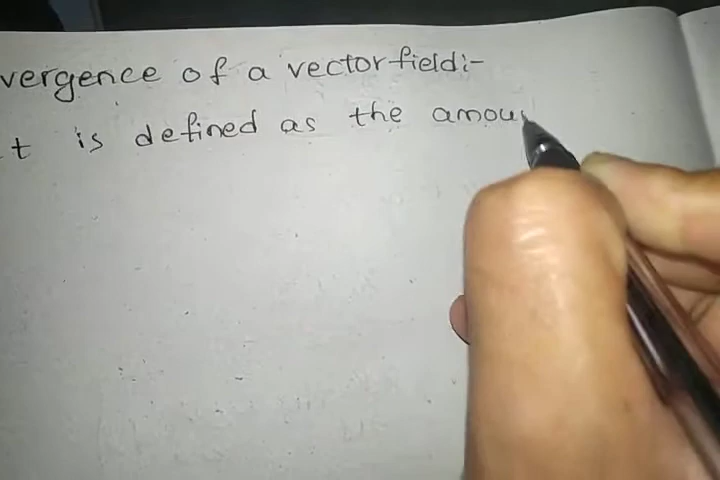 vergence of a vector field:-
t is defined as the amou